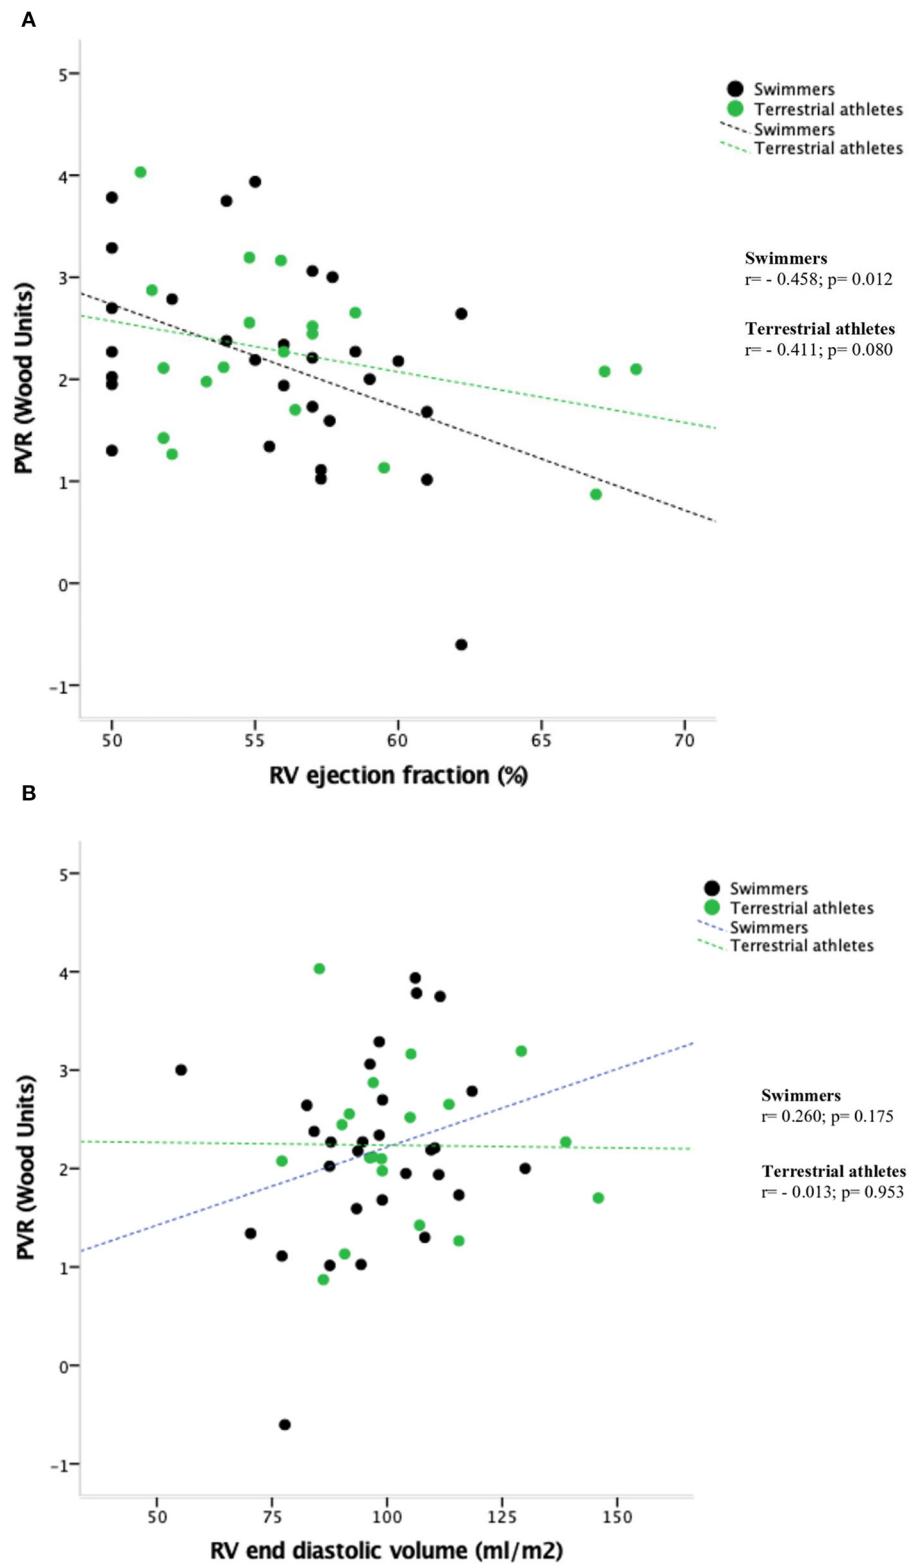 A
5
4
3
2
1
0
−1
PVR (Wood Units)
50 55 60 65 70
RV ejection fraction (%)
Swimmers
Terrestrial athletes
Swimmers
Terrestrial athletes
Swimmers
r= - 0.458; p= 0.012
Terrestrial athletes
r= - 0.411; p= 0.080
B
5
4
3
2
1
0
−1
PVR (Wood Units)
50 75 100 125 150
RV end diastolic volume (ml/m2)
Swimmers
Terrestrial athletes
Swimmers
Terrestrial athletes
Swimmers
r= 0.260; p= 0.175
Terrestrial athletes
r= - 0.013; p= 0.953